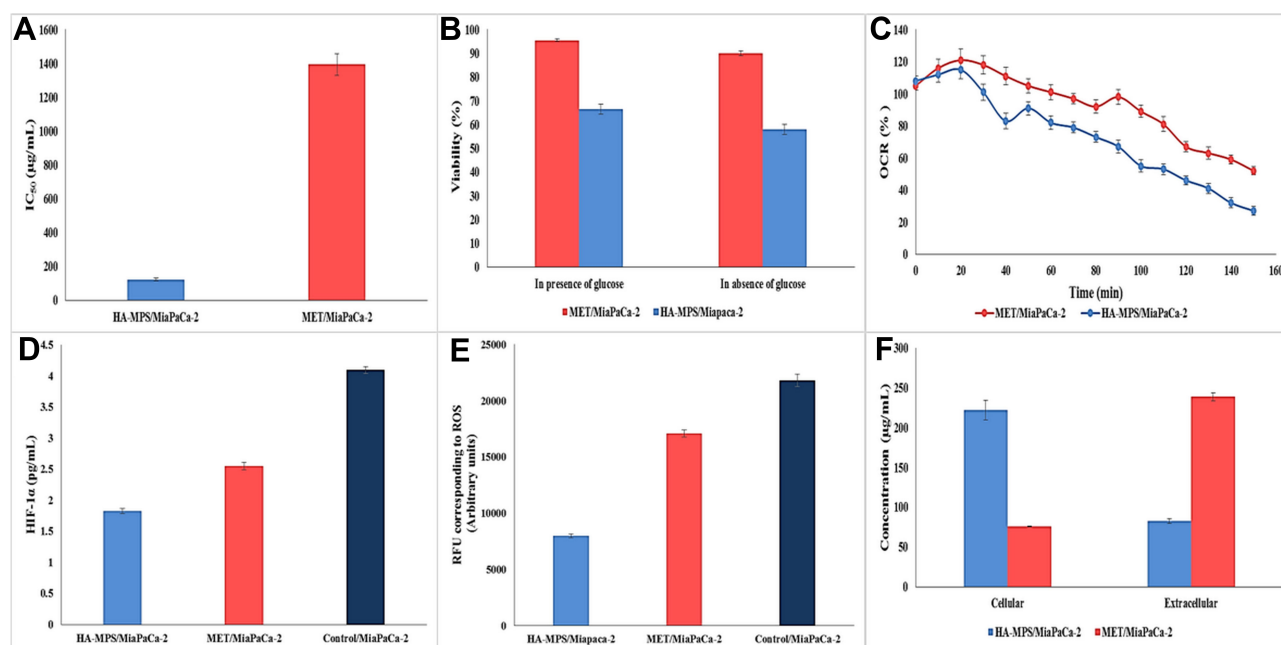 A
IC₅₀ (µg/mL)
1600
1400
1200
1000
800
600
400
200
0
HA-MPS/MiaPaCa-2 MET/MiaPaCa-2
B
Viability (%)
100
90
80
70
60
50
40
30
20
10
0
In presence of glucose In absence of glucose
MET/MiaPaCa-2 HA-MPS/Miapaca-2
C
OCR (% )
140
120
100
80
60
40
20
0
0 20 40 60 80 100 120 140 160
Time (min)
MET/MiaPaCa-2 HA-MPS/MiaPaCa-2
D
HIF-1α (pg/mL)
4.5
4
3.5
3
2.5
2
1.5
1
0.5
0
HA-MPS/MiaPaCa-2 MET/MiaPaCa-2 Control/MiaPaCa-2
E
RFU corresponding to ROS
(Arbitrary units)
25000
20000
15000
10000
5000
0
HA-MPS/Miapaca-2 MET/MiaPaCa-2 Control/MiaPaCa-2
F
Concentration (µg/mL)
300
250
200
150
100
50
0
Cellular Extracellular
HA-MPS/MiaPaCa-2 MET/MiaPaCa-2